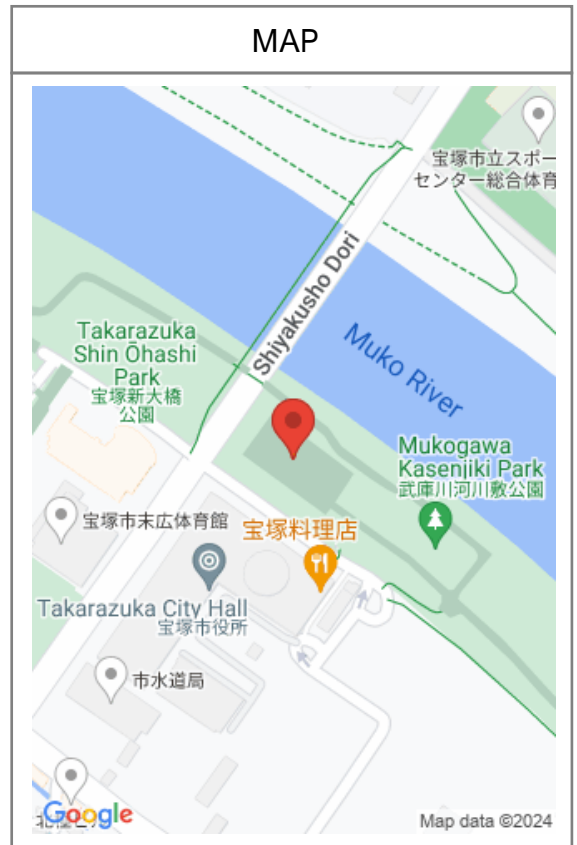 MAP
宝塚市立スポー
センター総合体育
Shiyakusho Dori
Muko River
Takarazuka
Shin Ōhashi
Park
宝塚新大橋
公園
Mukogawa
Kasenjiki Park
武庫川河川敷公園
宝塚市末広体育館
宝塚料理店
Takarazuka City Hall
宝塚市役所
市水道局
Google
Map data ©2024